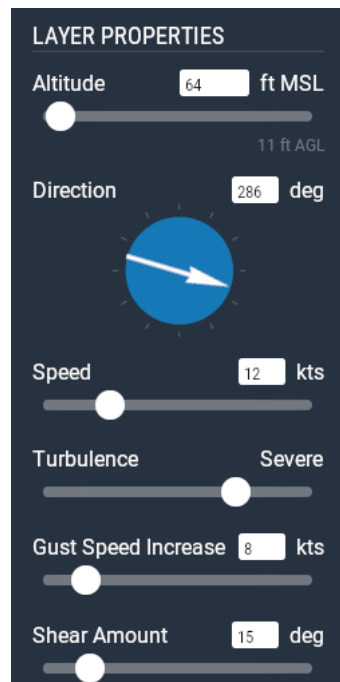 LAYER PROPERTIES
Altitude 64 ft MSL
11 ft AGL
Direction 286 deg
Speed 12 kts
Turbulence Severe
Gust Speed Increase 8 kts
Shear Amount 15 deg